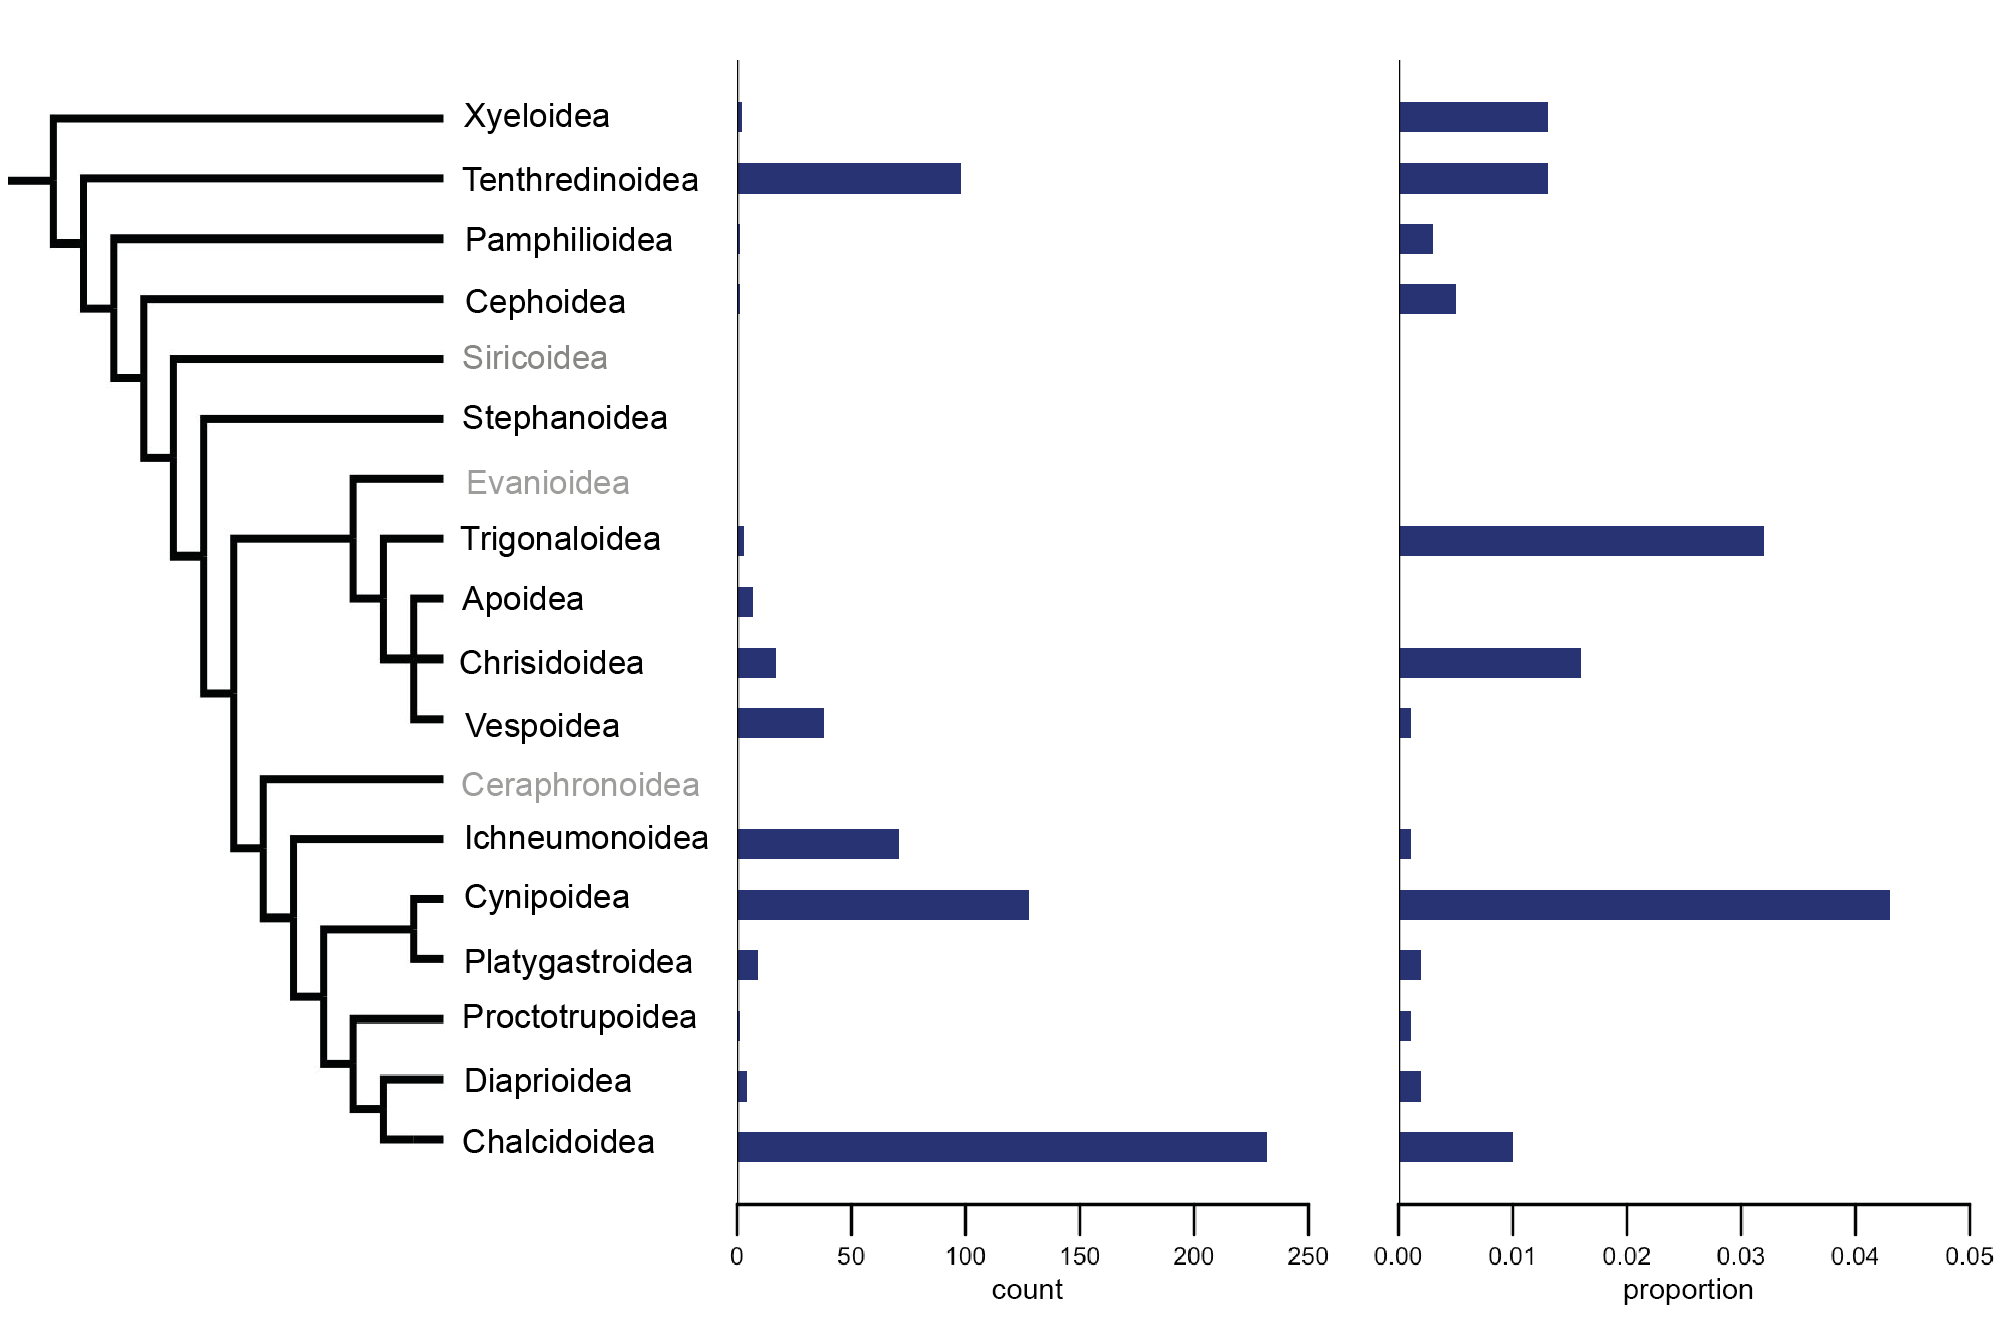 Xyeloidea
Tenthredinoidea
Pamphilioidea
Cephoidea
Siricoidea
Stephanoidea
Evanioidea
Trigonaloidea
Apoidea
Chrisidoidea
Vespoidea
Ceraphronoidea
Ichneumonoidea
Cynipoidea
Platygastroidea
Proctotrupoidea
Diaprioidea
Chalcidoidea
0 50 100 150 200 250
count
0.00 0.01 0.02 0.03 0.04 0.05
proportion